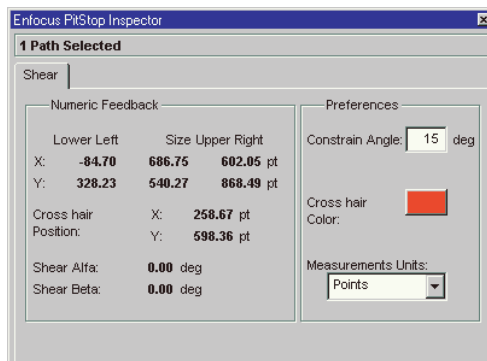 Enfocus PitStop Inspector
1 Path Selected
Shear
Numeric Feedback
Lower Left Size Upper Right
X: -84.70 686.75 602.05 pt
Y: 328.23 540.27 868.49 pt
Cross hair Position: X: 258.67 pt
Y: 598.36 pt
Shear Alfa: 0.00 deg
Shear Beta: 0.00 deg
Preferences
Constrain Angle: 15 deg
Cross hair
Color:
Measurements Units:
Points